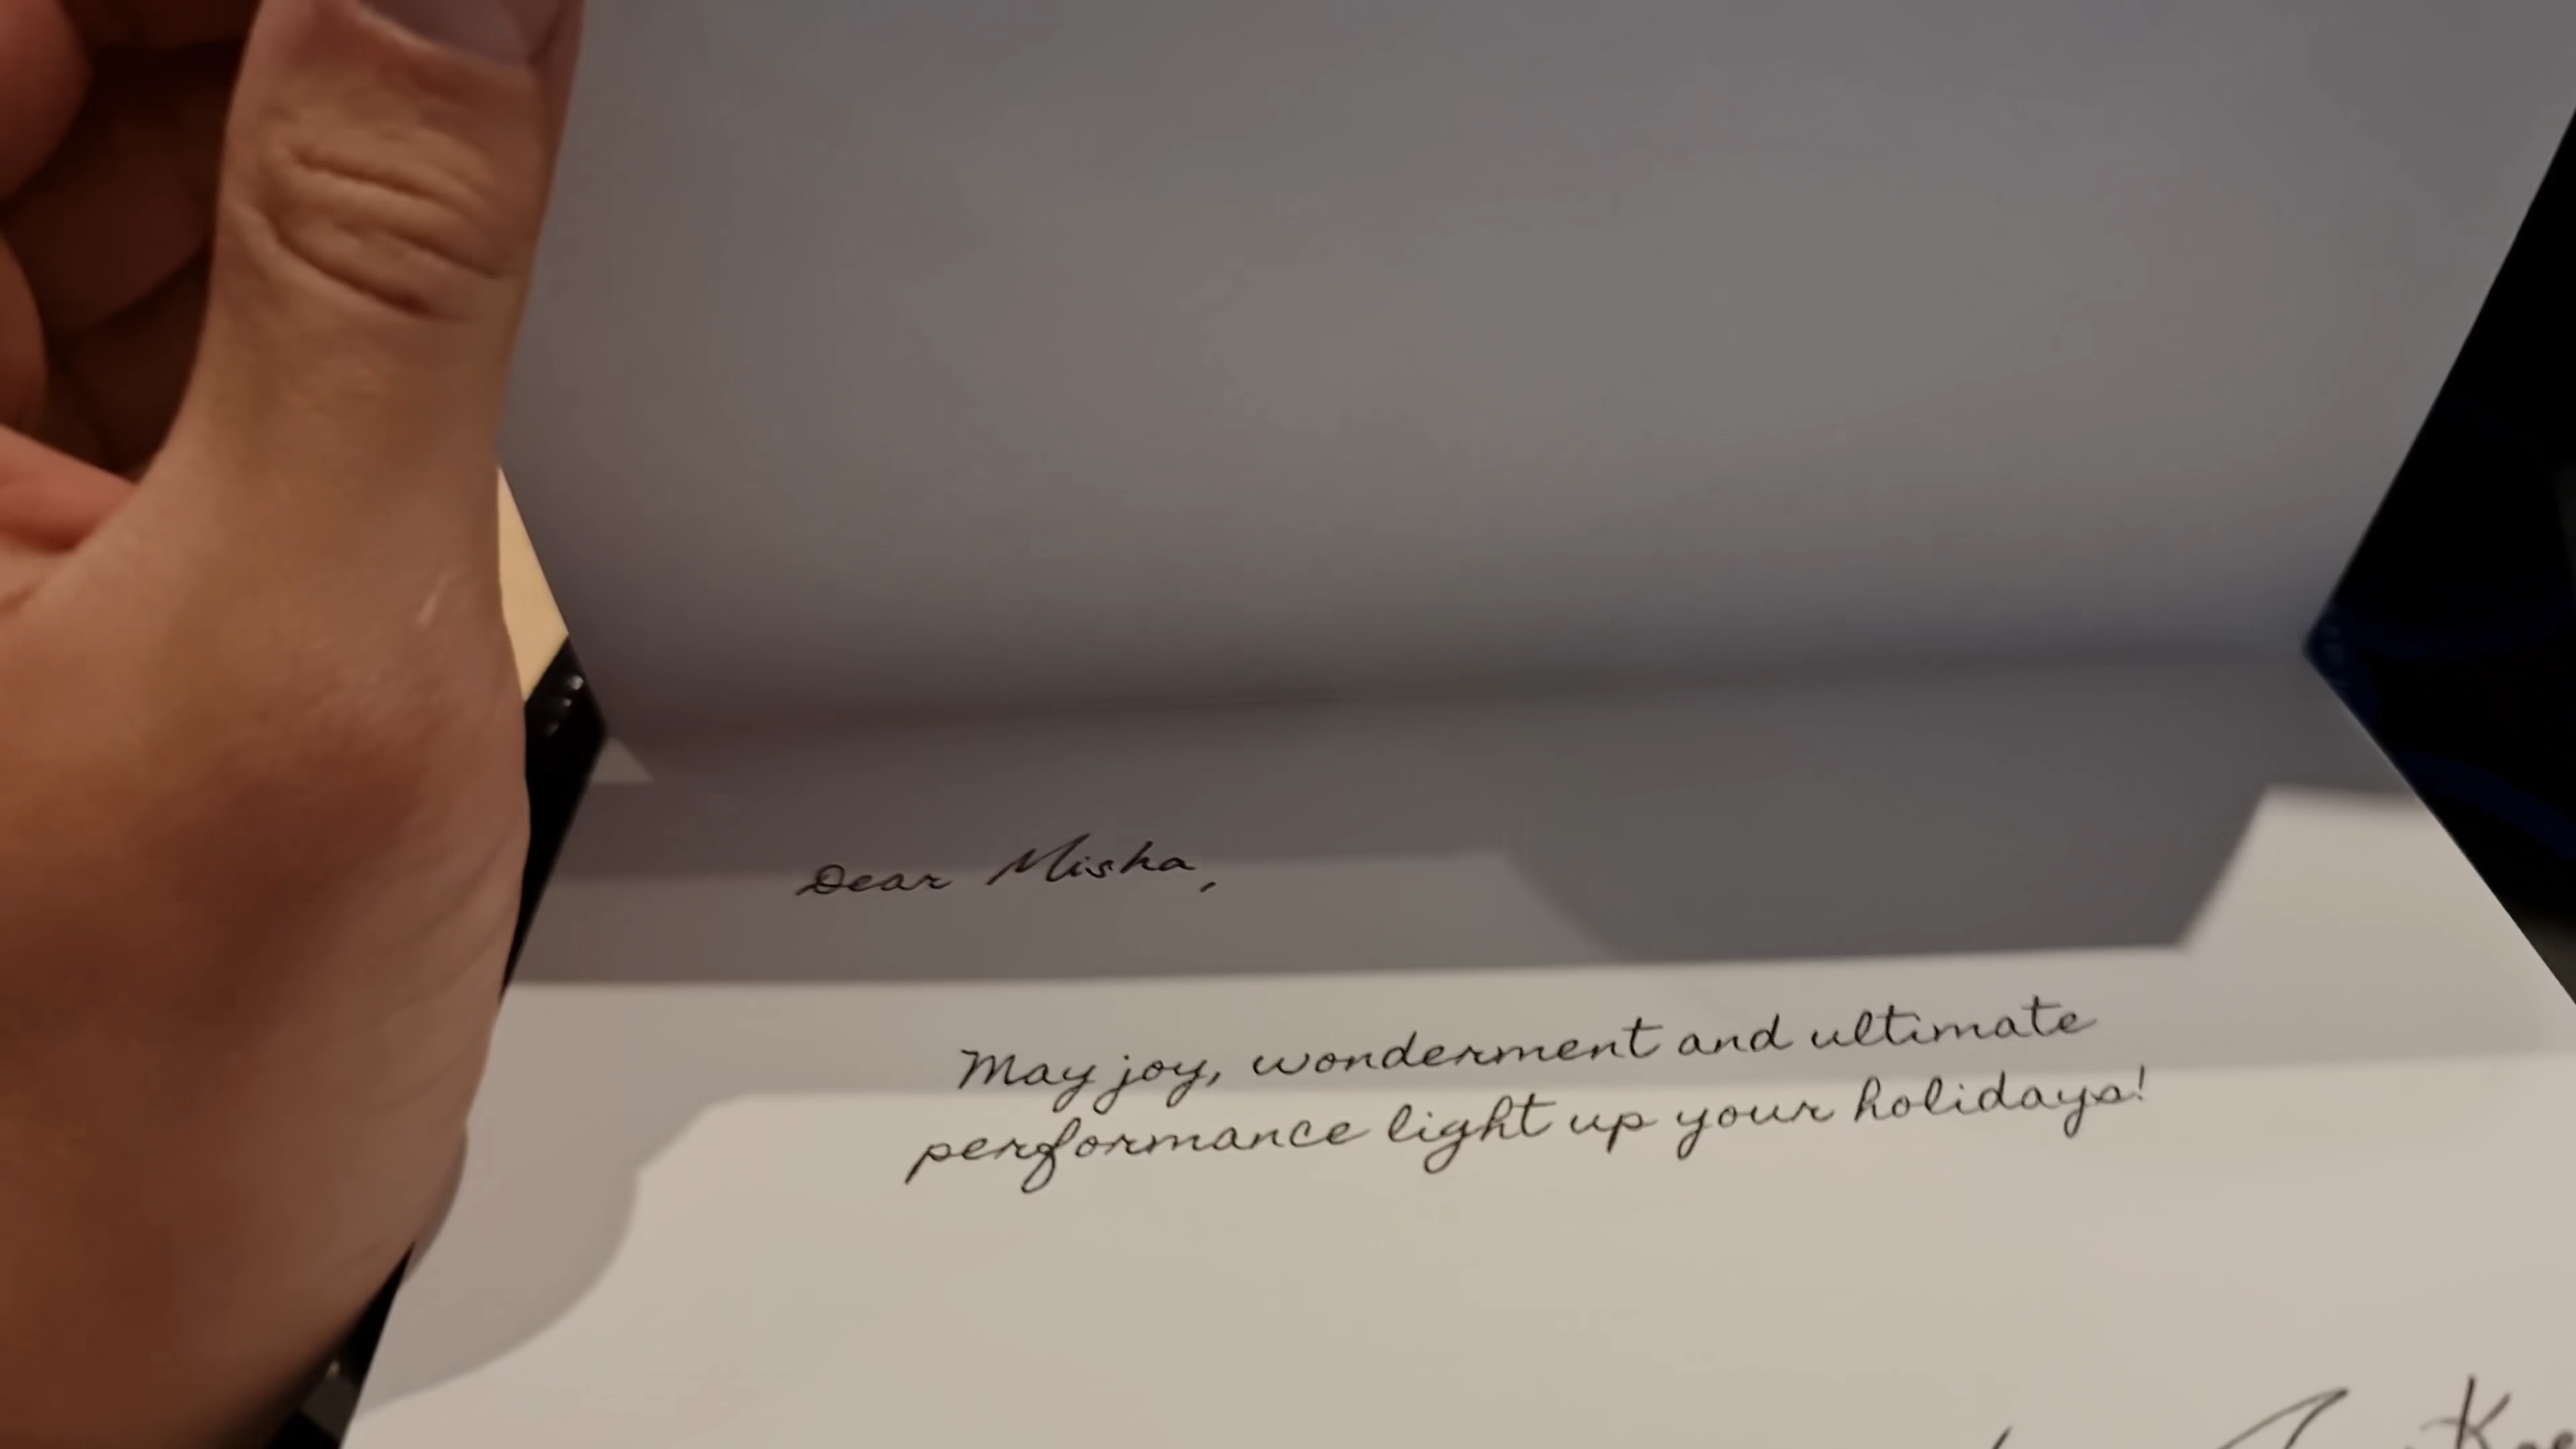 Dear Misha,
May joy, wonderment and ultimate
performance light up your holidays!